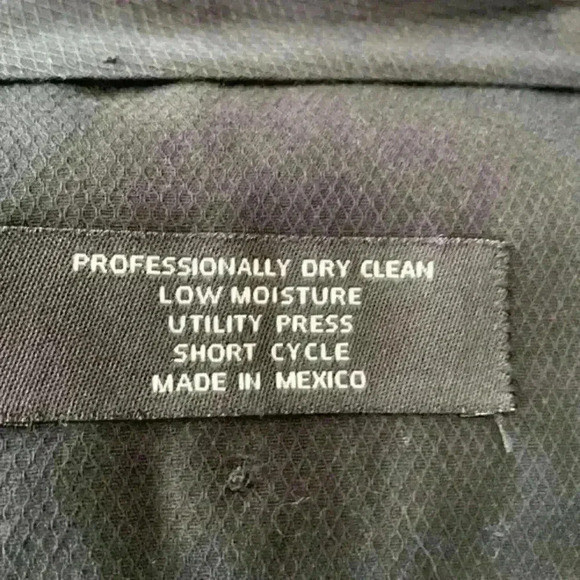 PROFESSIONALLY DRY CLEAN
LOW MOISTURE
UTILITY PRESS
SHORT CYCLE
MADE IN MEXICO